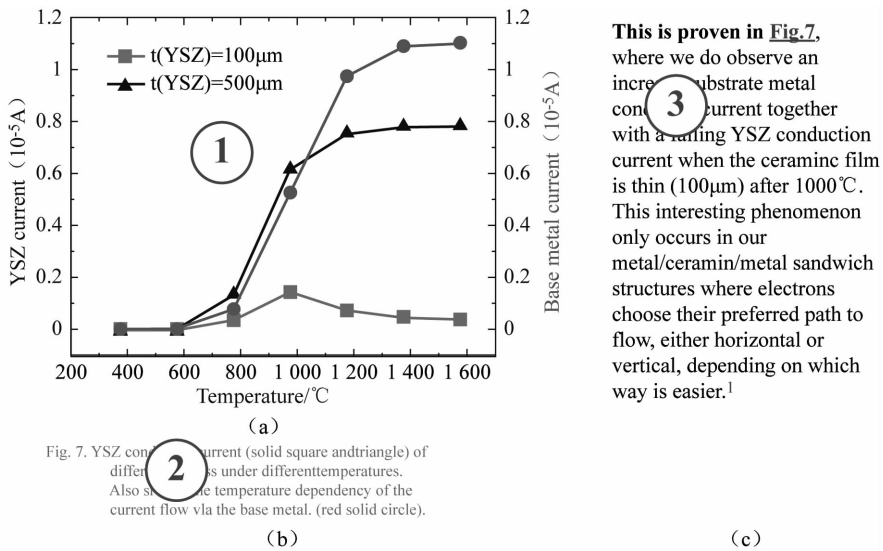 1.2
1
0.8
0.6
0.4
0.2
0
YSZ current（10-5A）
t(YSZ)=100μm
t(YSZ)=500μm
1
1.2
1
0.8
0.6
0.4
0.2
0
Base metal current（10-5A）
200 400 600 800 1 000 1 200 1 400 1 600
Temperature/℃
（a）
Fig. 7. YSZ (solid square andtriangle) of
under differenttemperatures.
2
Also temperature dependency of the
current flow vla the base metal. (red solid circle).
（b）
This is proven in Fig.7,
where we do observe an
metal
3
current together
with a YSZ conduction
current when the ceraminc film
is thin (100μm) after 1000℃.
This interesting phenomenon
only occurs in our
metal/ceramin/metal sandwich
structures where electrons
choose their preferred path to
flow, either horizontal or
vertical, depending on which
way is easier.1
（c）